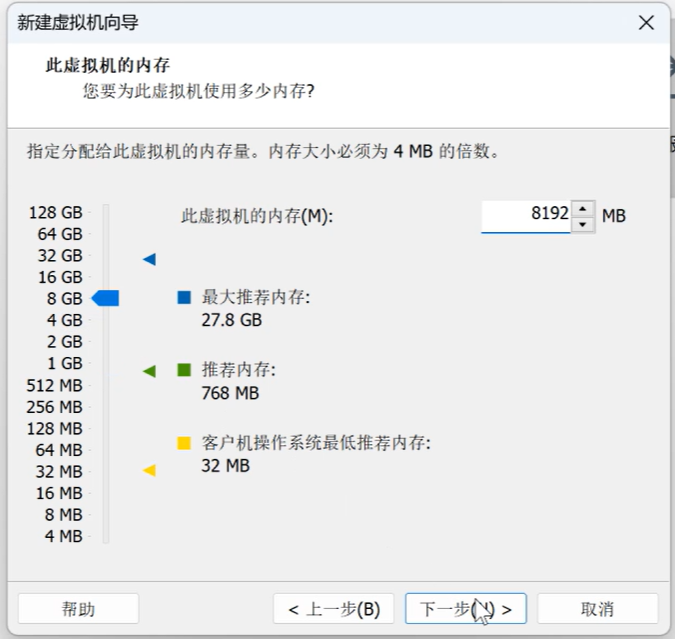 新建虚拟机向导
此虚拟机的内存
您要为此虚拟机使用多少内存?
指定分配给此虚拟机的内存量。内存大小必须为 4 MB 的倍数。
128 GB
64 GB
32 GB
16 GB
8 GB
4 GB
2 GB
1 GB
512 MB
256 MB
128 MB
64 MB
32 MB
16 MB
8 MB
4 MB
此虚拟机的内存(M):
8192 MB
最大推荐内存:
27.8 GB
推荐内存:
768 MB
客户机操作系统最低推荐内存:
32 MB
帮助
< 上一步(B)
下一步(N) >
取消